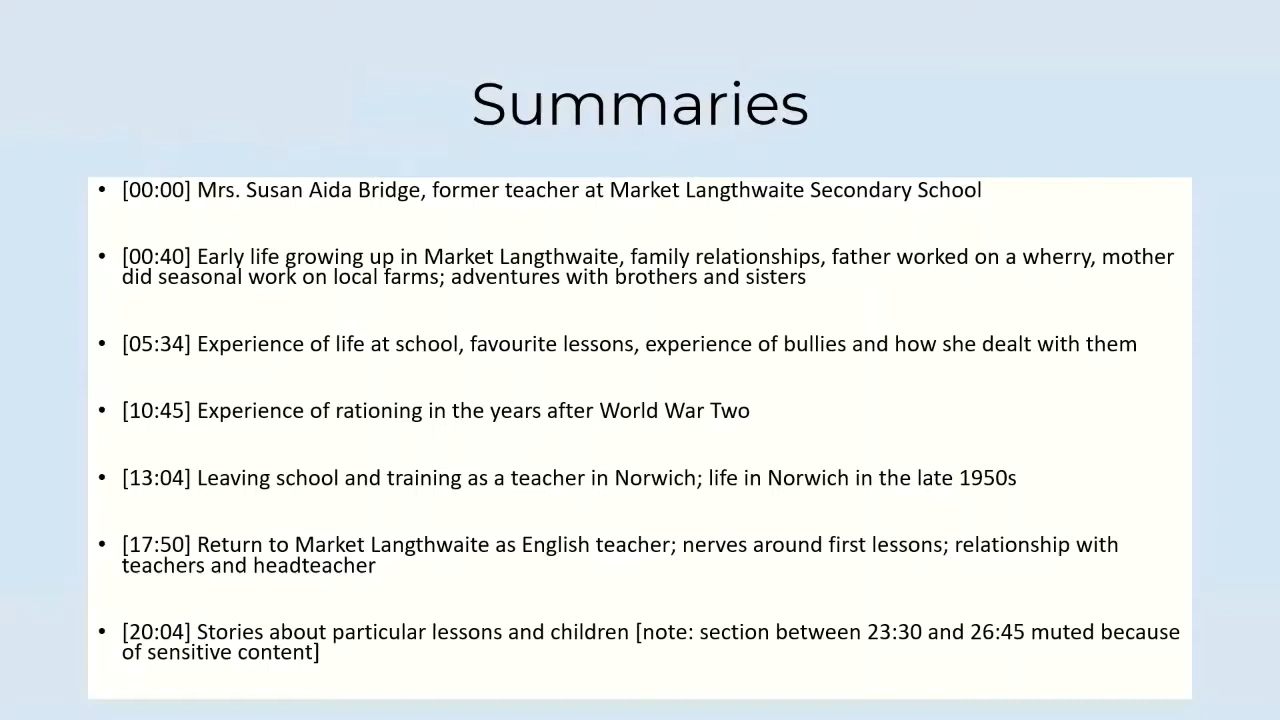 Summaries
• [00:00] Mrs. Susan Aida Bridge, former teacher at Market Langthwaite Secondary School
• [00:40] Early life growing up in Market Langthwaite, family relationships, father worked on a wherry, mother
did seasonal work on local farms; adventures with brothers and sisters
• [05:34] Experience of life at school, favourite lessons, experience of bullies and how she dealt with them
• [10:45] Experience of rationing in the years after World War Two
• [13:04] Leaving school and training as a teacher in Norwich; life in Norwich in the late 1950s
• [17:50] Return to Market Langthwaite as English teacher; nerves around first lessons; relationship with
teachers and headteacher
• [20:04] Stories about particular lessons and children [note: section between 23:30 and 26:45 muted because
of sensitive content]